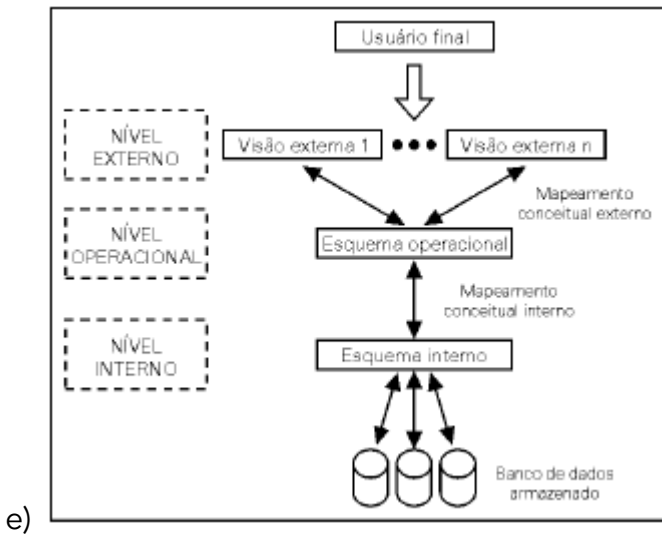 Usuário final
NÍVEL
EXTERNO
Visão externa 1
Visão externa n
Mapeamento
conceitual externo
NÍVEL
OPERACIONAL
Esquema operacional
Mapeamento
conceitual interno
NÍVEL
INTERNO
Esquema interno
Banco de dados
armazenado
e)